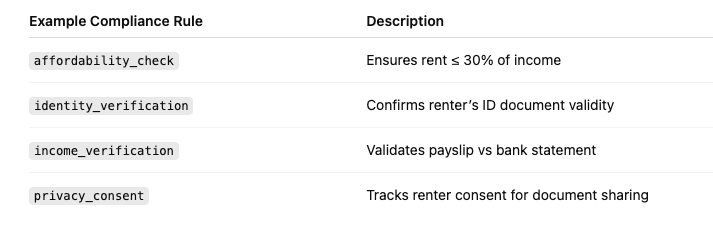 Example Compliance Rule Description
affordability_check Ensures rent ≤ 30% of income
identity_verification Confirms renter’s ID document validity
income_verification Validates payslip vs bank statement
privacy_consent Tracks renter consent for document sharing